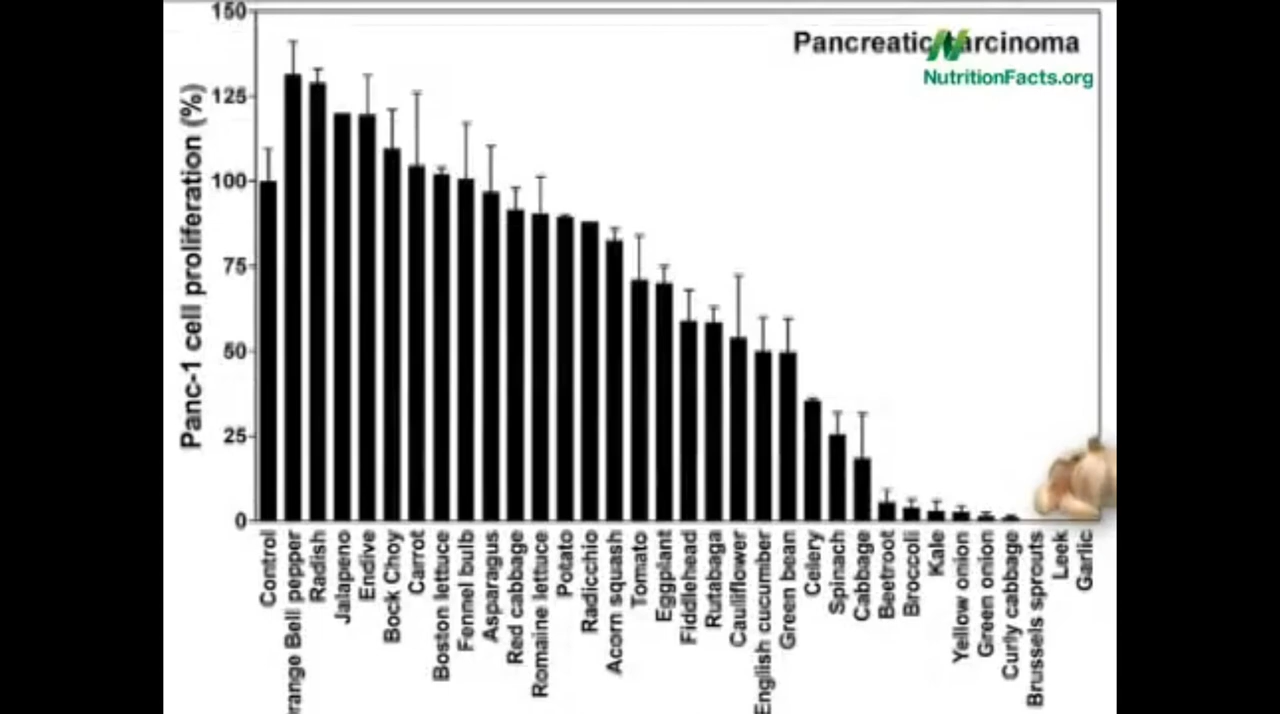 150
Pancreatic Carcinoma
NutritionFacts.org
125
100
75
50
25
0
Panc-1 cell proliferation (%)
Control
range Bell pepper
Radish
Jalapeno
Endive
Bock Choy
Carrot
Boston lettuce
Fennel bulb
Asparagus
Red cabbage
Romaine lettuce
Potato
Radicchio
Acorn squash
Tomato
Eggplant
Fiddlehead
Rutabaga
Cauliflower
English cucumber
Green bean
Celery
Spinach
Cabbage
Beetroot
Broccoli
Kale
Yellow onion
Green onion
Curly cabbage
Brussels sprouts
Leek
Garlic